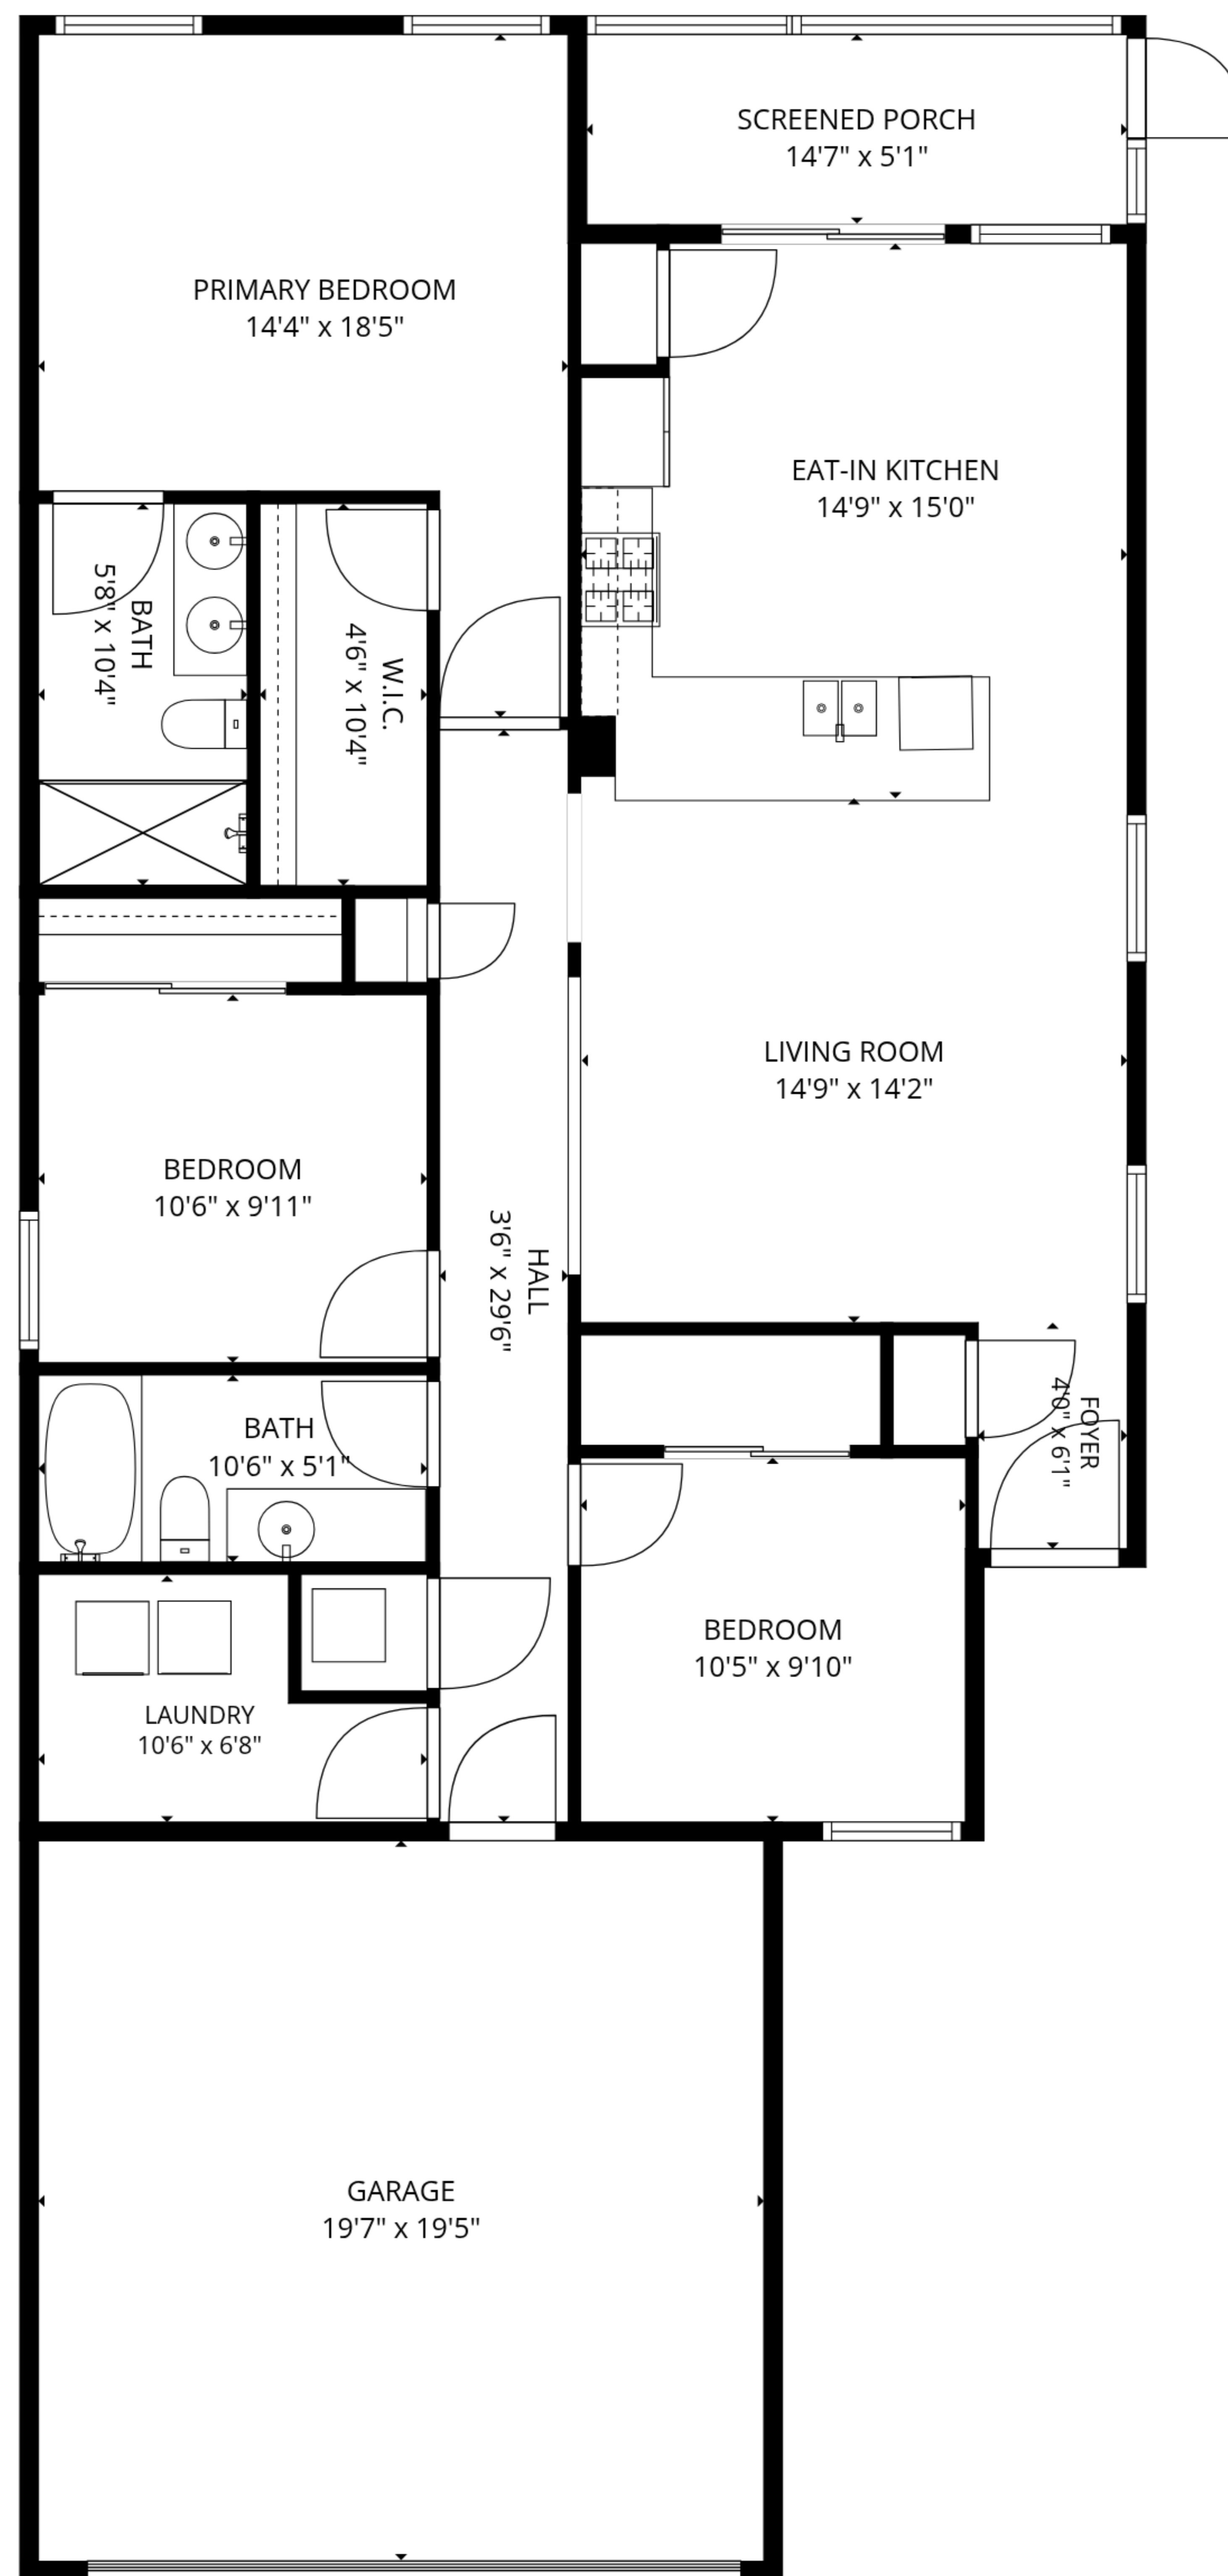 SCREENED PORCH
14'7" x 5'1"
PRIMARY BEDROOM
14'4" x 18'5"
EAT-IN KITCHEN
14'9" x 15'0"
BATH
5'8" x 10'4"
W.I.C.
4'6" x 10'4"
LIVING ROOM
14'9" x 14'2"
BEDROOM
10'6" x 9'11"
HALL
3'6" x 29'6"
FOYER
4'0" x 6'1"
BATH
10'6" x 5'1"
BEDROOM
10'5" x 9'10"
LAUNDRY
10'6" x 6'8"
GARAGE
19'7" x 19'5"